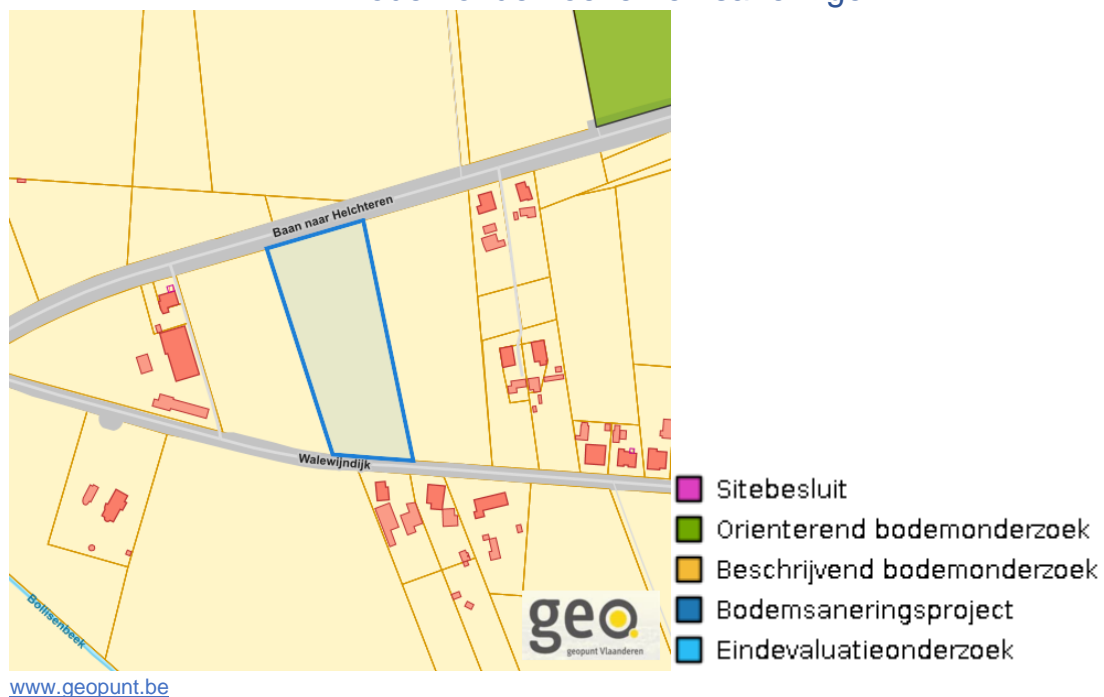 Baan naar Helchteren
Walewijndijk
Bollisenbeek
geo.
geopunt Vlaanderen
Sitebesluit
Orienterend bodemonderzoek
Beschrijvend bodemonderzoek
Bodemsaneringsproject
Eindevaluatieonderzoek
www.geopunt.be